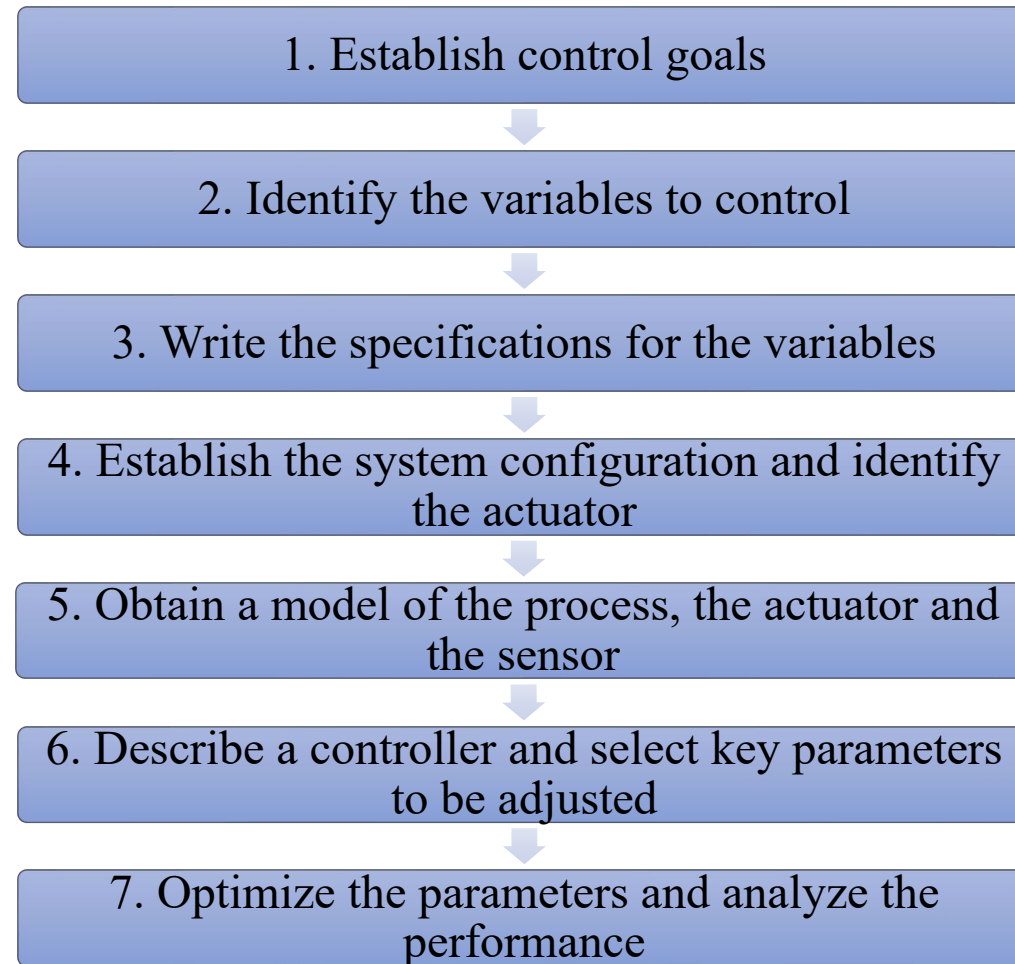 1. Establish control goals
2. Identify the variables to control
3. Write the specifications for the variables
4. Establish the system configuration and identify
the actuator
5. Obtain a model of the process, the actuator and
the sensor
6. Describe a controller and select key parameters
to be adjusted
7. Optimize the parameters and analyze the
performance